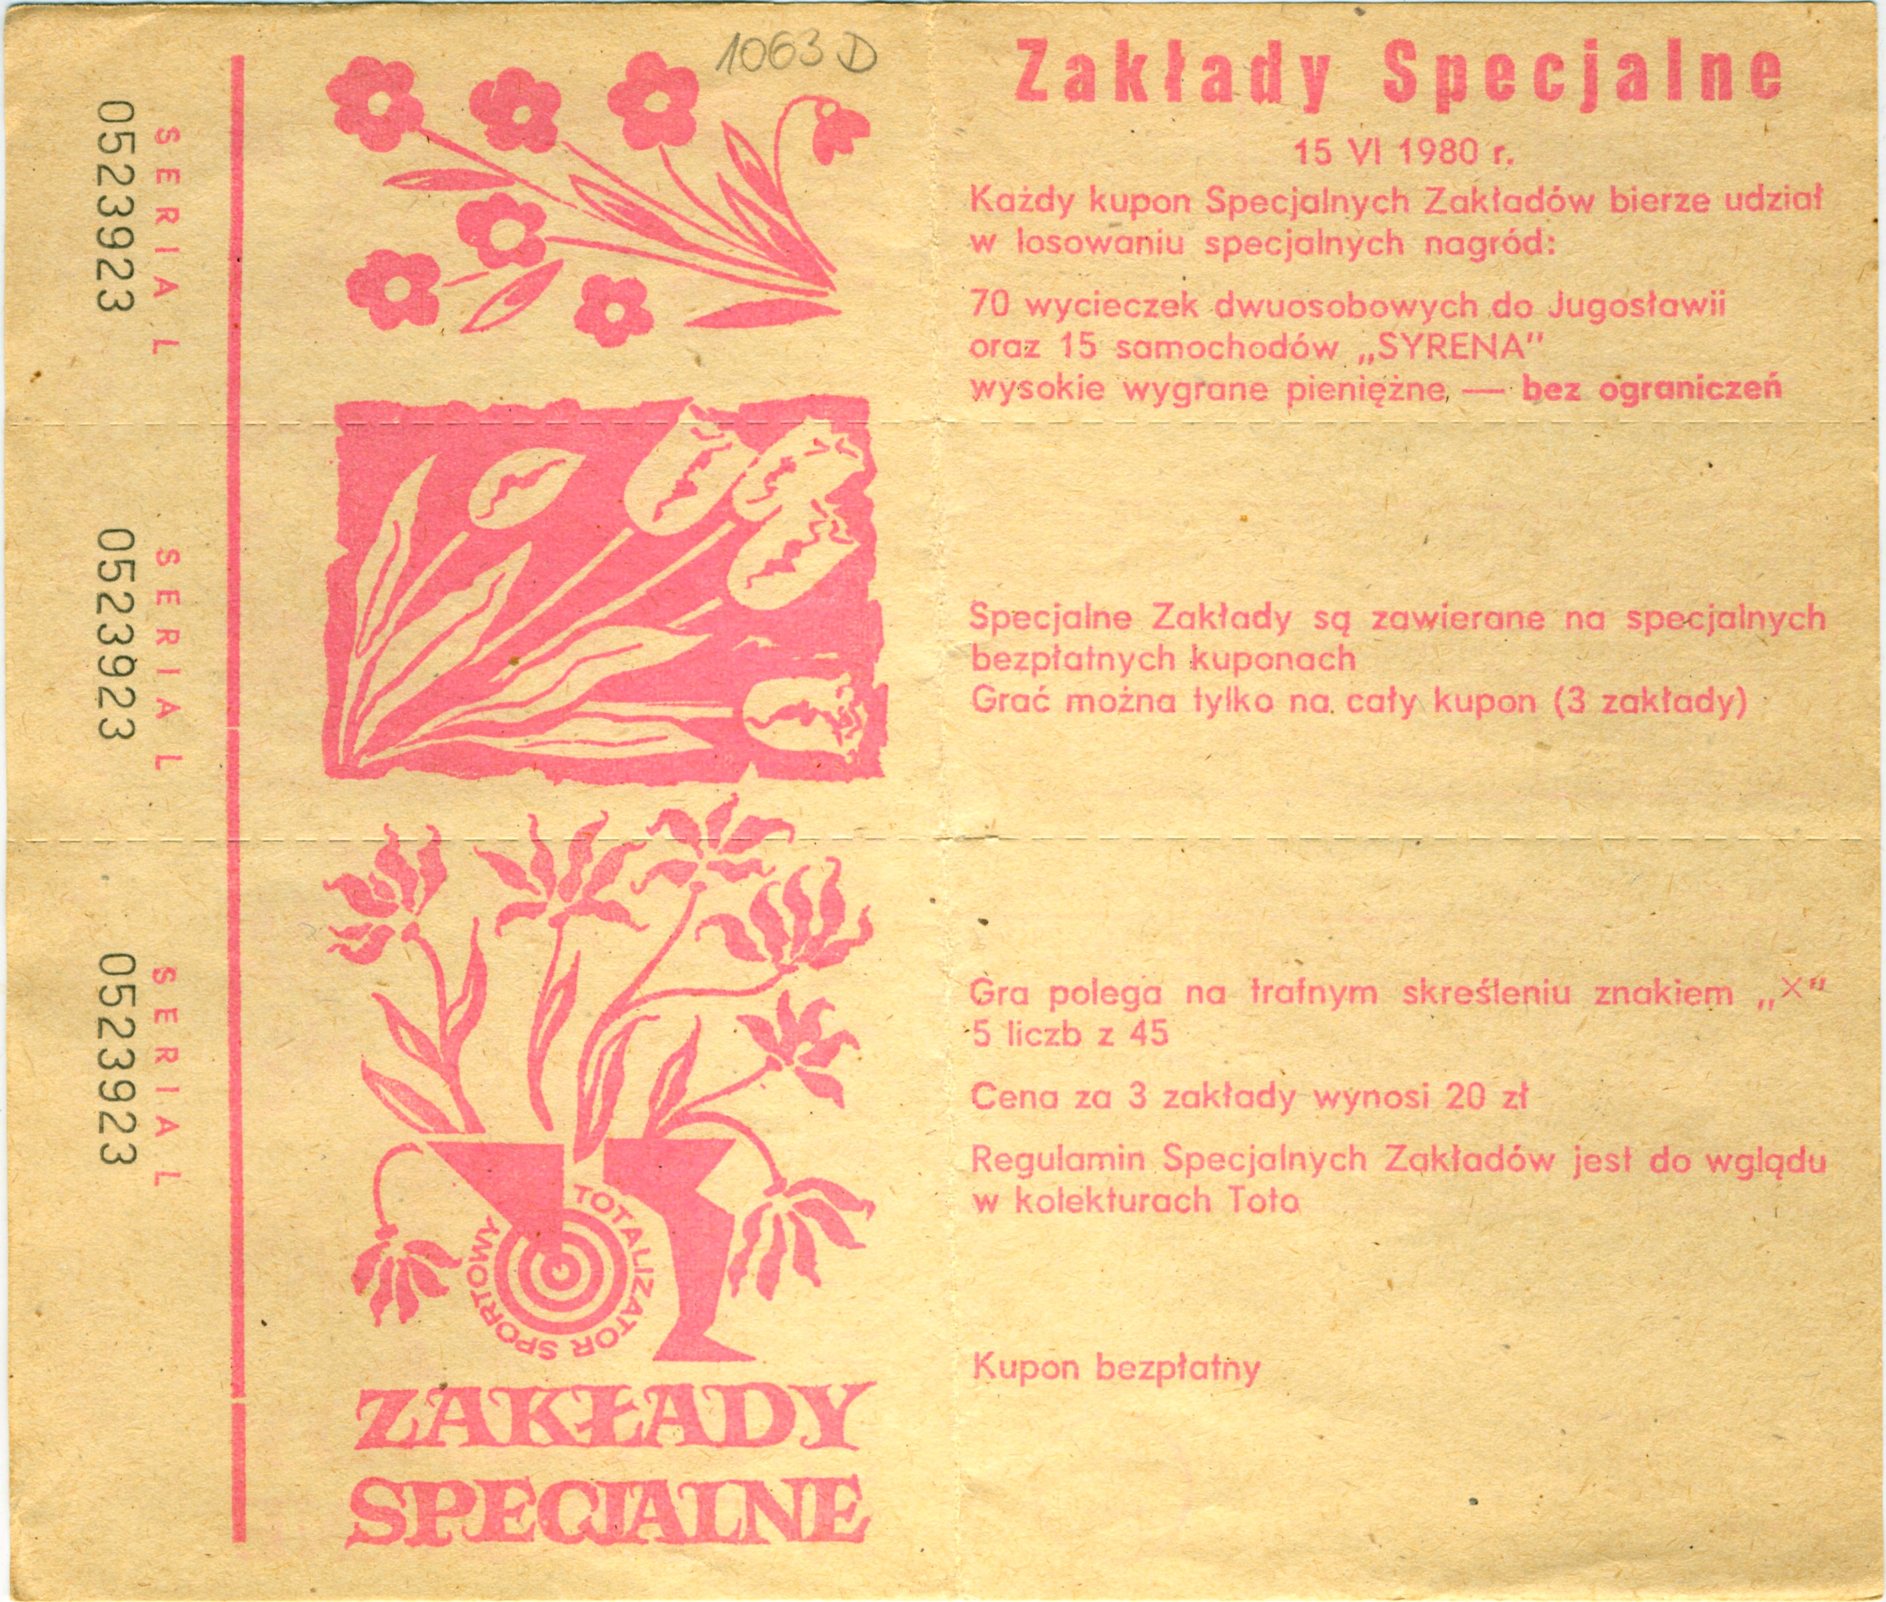 1063 D
SERIA L
0523923
SERIA L
0523923
SERIA L
0523923
TOTALIZATOR SPORTOWY
ZAKŁADY
SPECJALNE
Zakłady Specjalne
15 VI 1980 r.
Każdy kupon Specjalnych Zakładów bierze udział
w losowaniu specjalnych nagród:
70 wycieczek dwuosobowych do Jugosławii
oraz 15 samochodów „SYRENA”
wysokie wygrane pieniężne — bez ograniczeń
Specjalne Zakłady są zawierane na specjalnych
bezpłatnych kuponach
Grać można tylko na cały kupon (3 zakłady)
Gra polega na trafnym skreśleniu znakiem „X”
5 liczb z 45
Cena za 3 zakłady wynosi 20 zł
Regulamin Specjalnych Zakładów jest do wglądu
w kolekturach Toto
Kupon bezpłatny